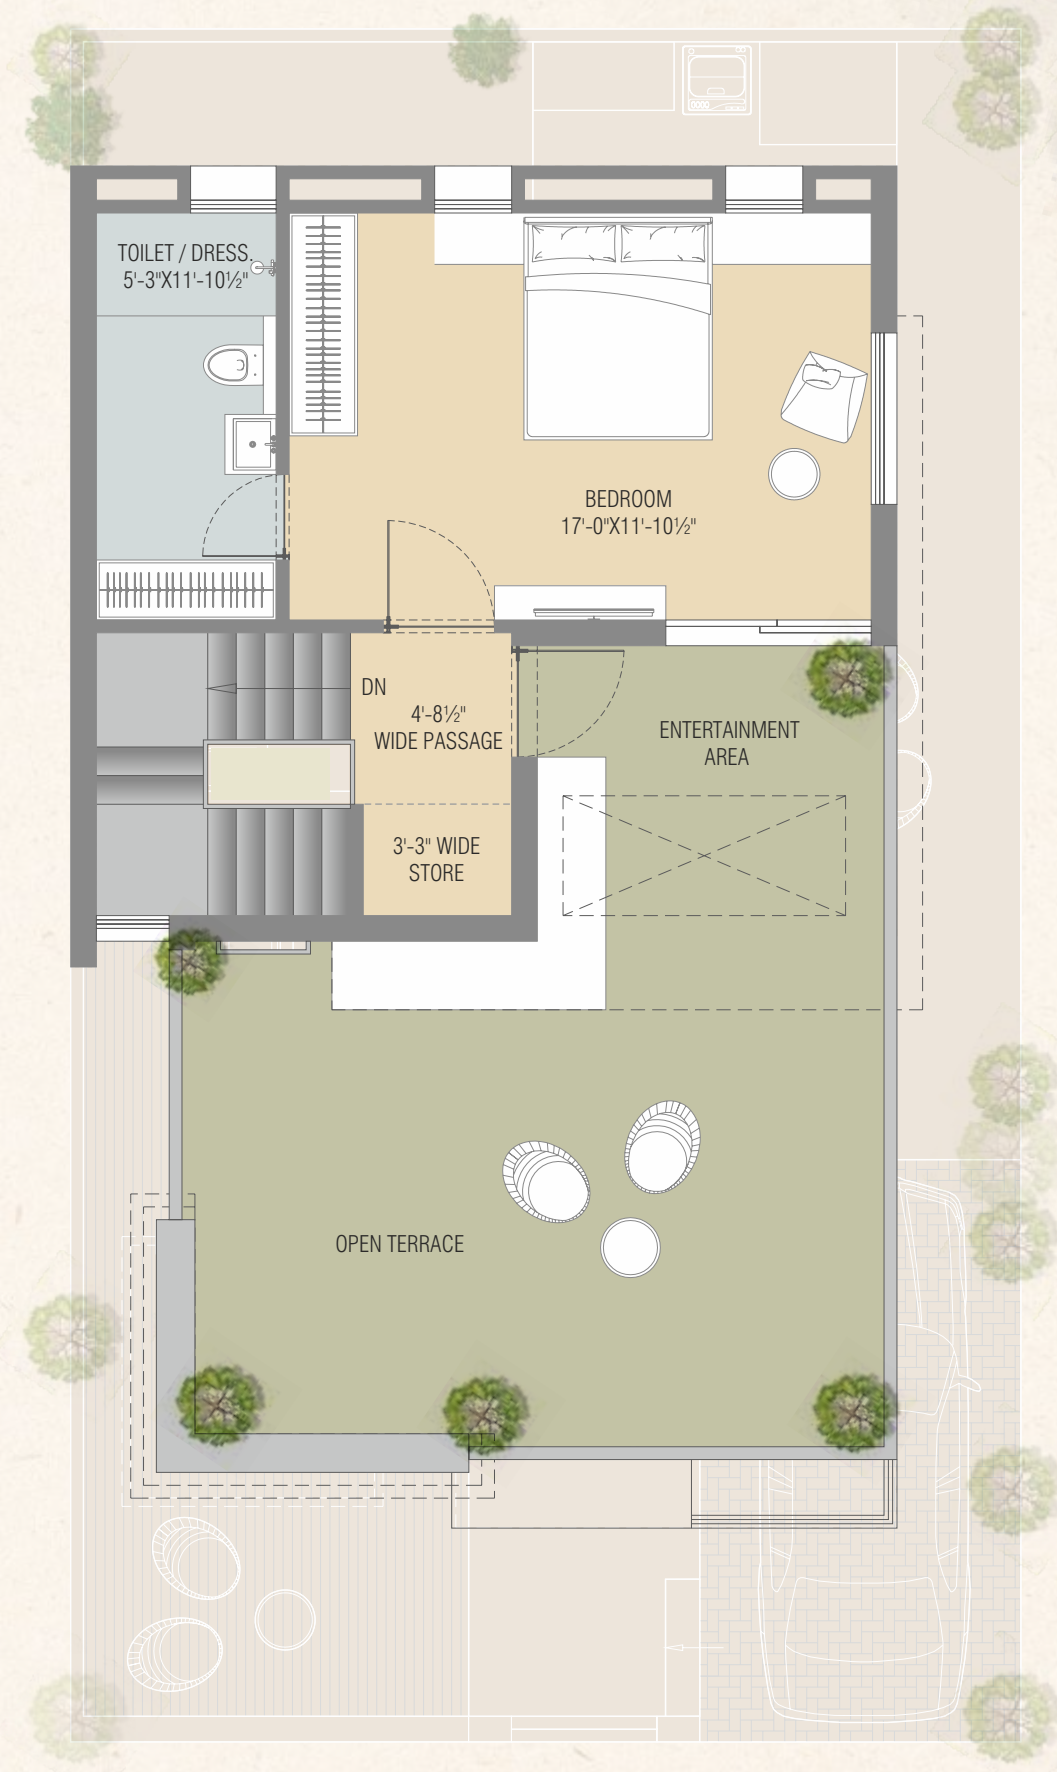 TOILET / DRESS.
5'-3"X11'-10½"
BEDROOM
17'-0"X11'-10½"
DN
4'-8½"
WIDE PASSAGE
ENTERTAINMENT
AREA
3'-3" WIDE
STORE
OPEN TERRACE